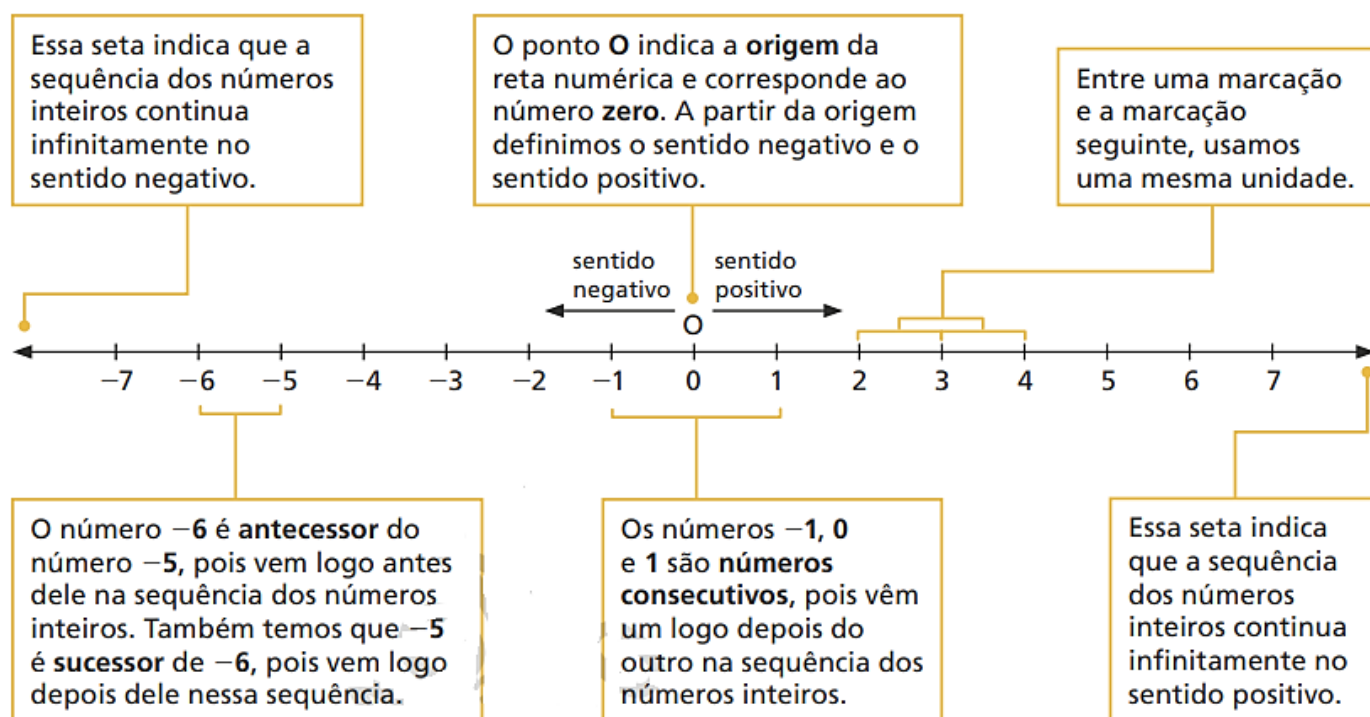 Essa seta indica que a
sequência dos números
inteiros continua
infinitamente no
sentido negativo.
O ponto O indica a origem da
reta numérica e corresponde ao
número zero. A partir da origem
definimos o sentido negativo e o
sentido positivo.
Entre uma marcação
e a marcação
seguinte, usamos
uma mesma unidade.
sentido
negativo
sentido
positivo
O
−7 −6 −5 −4 −3 −2 −1 0 1 2 3 4 5 6 7
O número −6 é antecessor do
número −5, pois vem logo antes
dele na sequência dos números
inteiros. Também temos que −5
é sucessor de −6, pois vem logo
depois dele nessa sequência.
Os números −1, 0
e 1 são números
consecutivos, pois vêm
um logo depois do
outro na sequência dos
números inteiros.
Essa seta indica
que a sequência
dos números
inteiros continua
infinitamente no
sentido positivo.